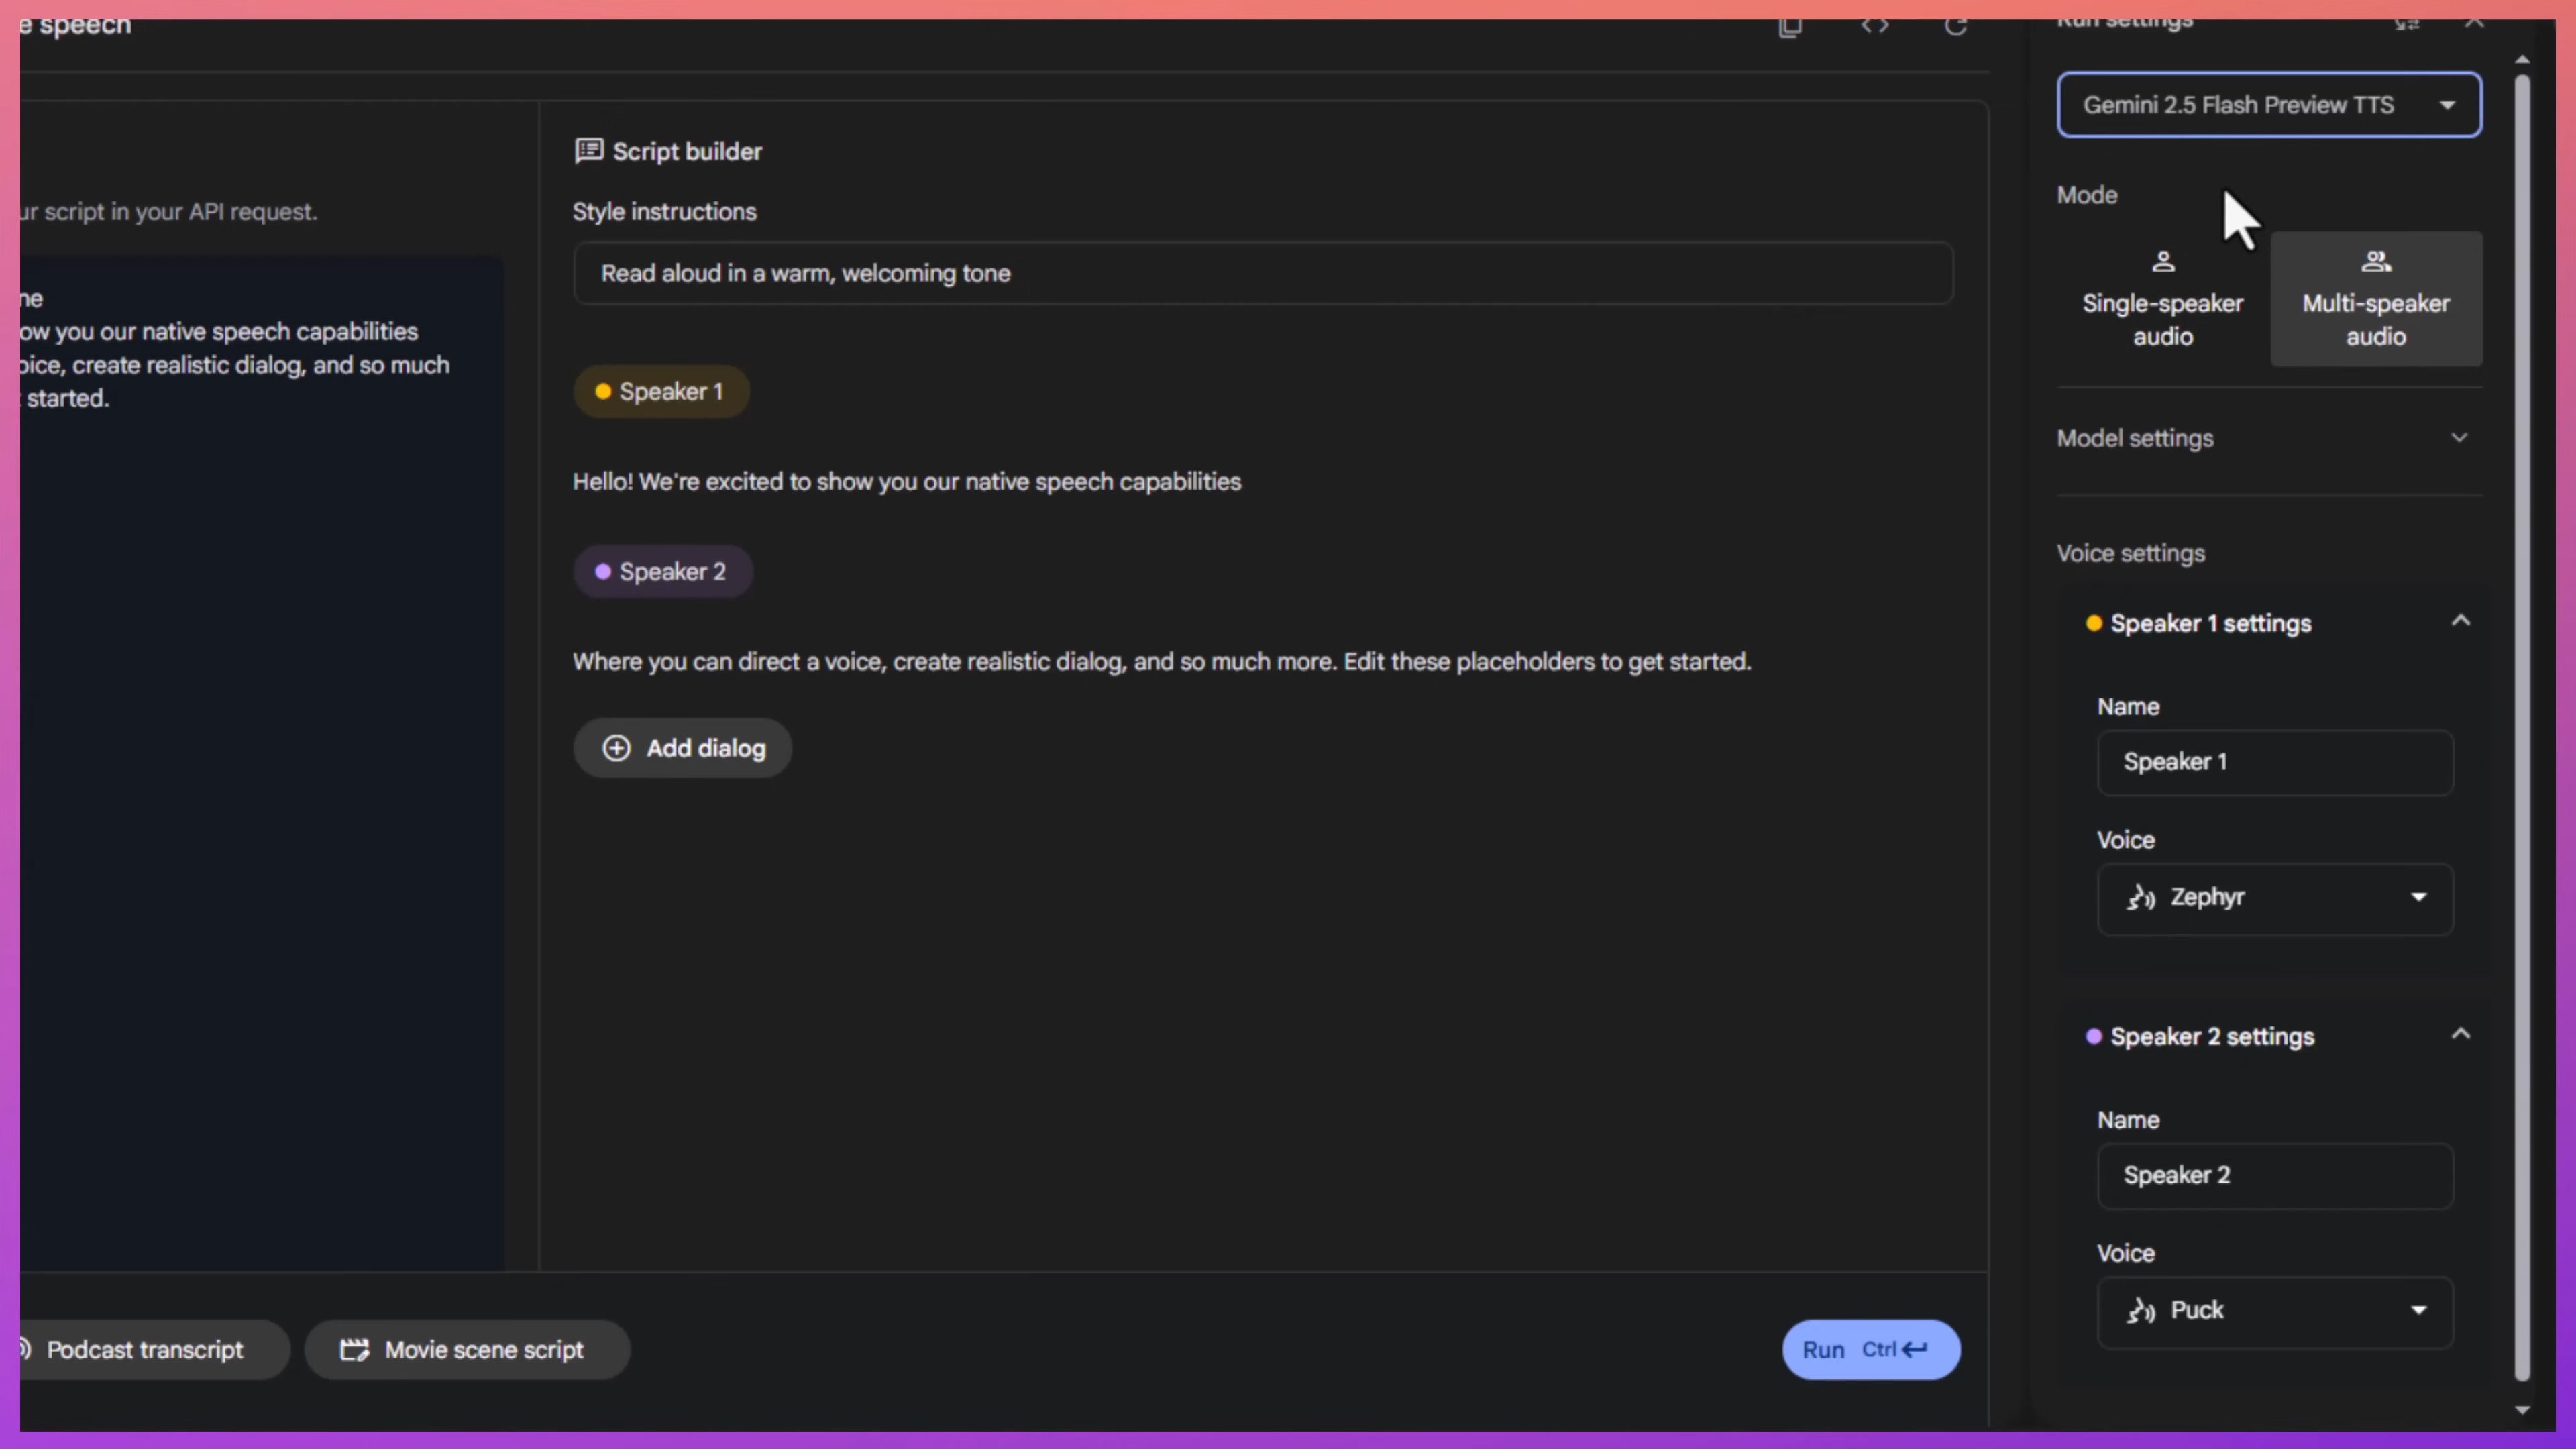 speech
Run settings
Gemini 2.5 Flash Preview TTS
Script builder
Mode
ur script in your API request.
Style instructions
Read aloud in a warm, welcoming tone
Single-speaker
audio
Multi-speaker
audio
ne
ow you our native speech capabilities
oice, create realistic dialog, and so much
started.
Speaker 1
Model settings
Hello! We're excited to show you our native speech capabilities
Speaker 2
Voice settings
Speaker 1 settings
Where you can direct a voice, create realistic dialog, and so much more. Edit these placeholders to get started.
Name
Speaker 1
Add dialog
Voice
Zephyr
Speaker 2 settings
Name
Speaker 2
Voice
Puck
Podcast transcript
Movie scene script
Run Ctrl